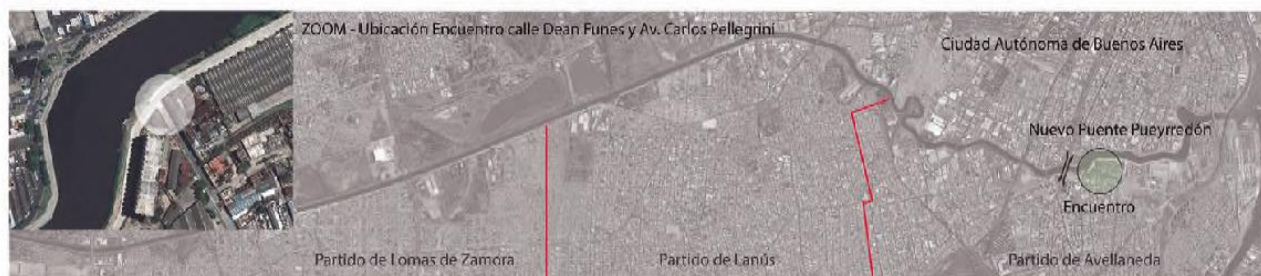 ZOOM - Ubicación Encuentro calle Dean Funes y Av. Carlos Pellegrini
Ciudad Autónoma de Buenos Aires
Nuevo Puente Pueyrredón
Encuentro
Partido de Lomas de Zamora
Partido de Lanús
Partido de Avellaneda